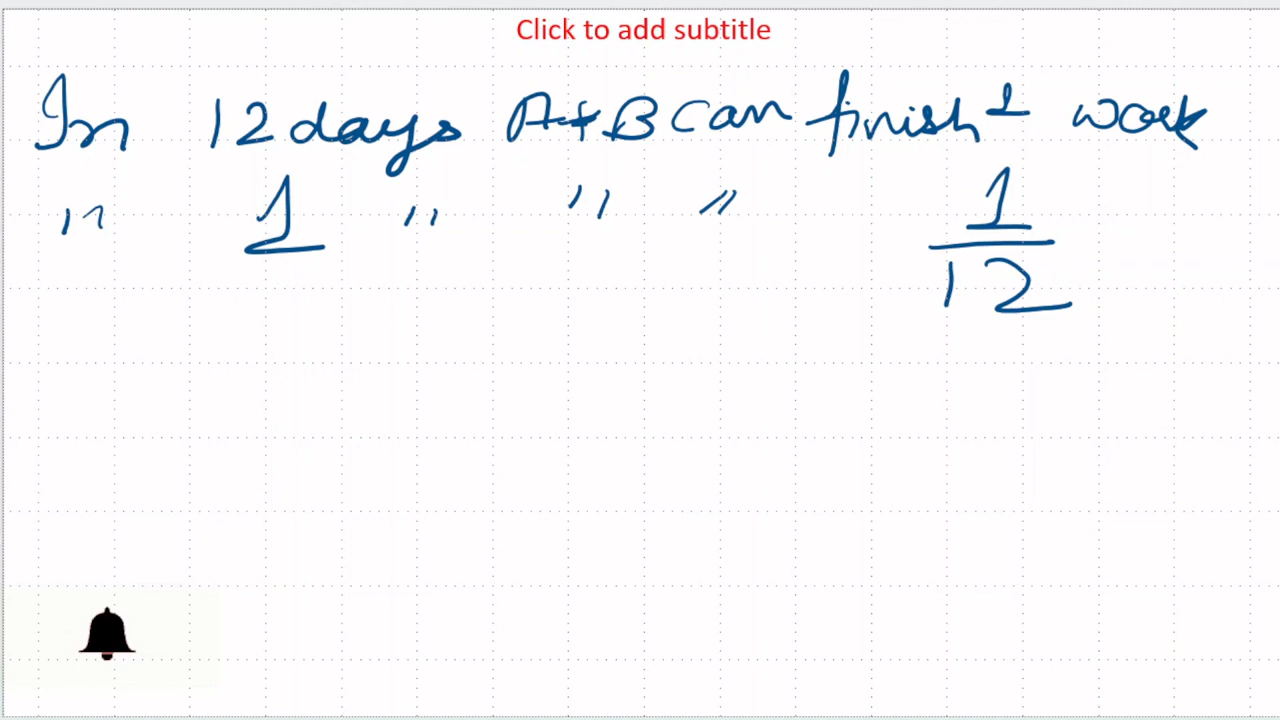 Click to add subtitle
In 12 days A+B can finish 1 work
" 1 " " " 1/12